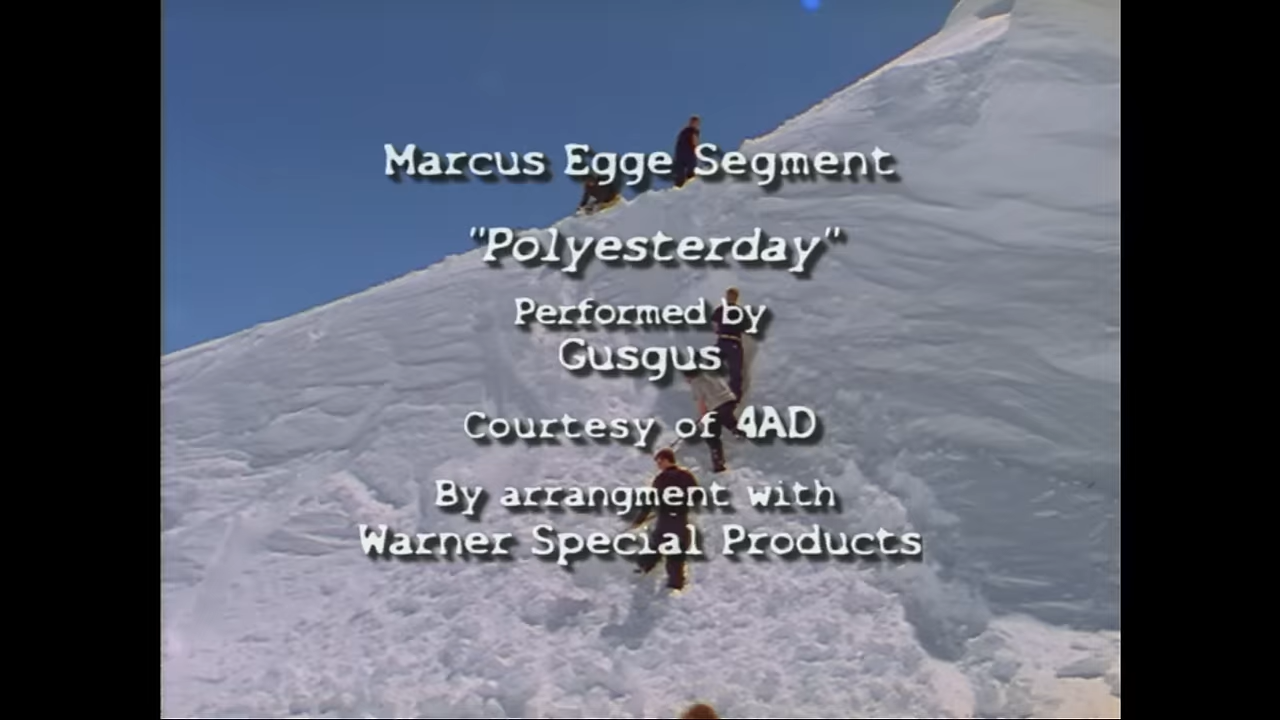 Marcus Egge Segment
"Polyesterday"
Performed by
Gusgus
Courtesy of 4AD
By arrangment with
Warner Special Products